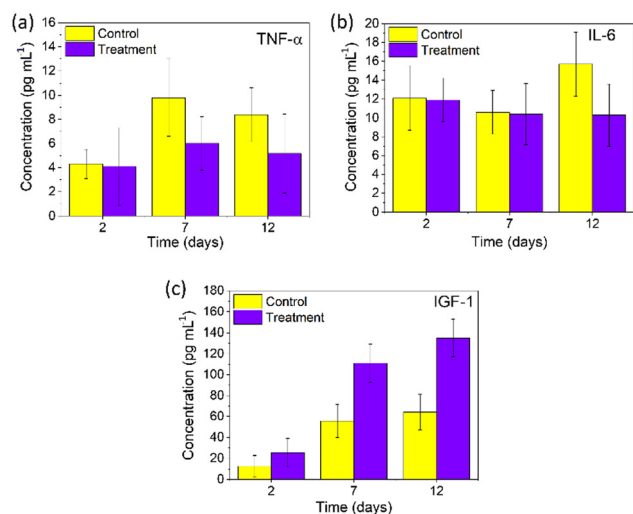 (a)
TNF-α
Control
Treatment
Concentration (pg mL⁻¹)
16
14
12
10
8
6
4
2
0
2 7 12
Time (days)
(b)
IL-6
Control
Treatment
Concentration (pg mL⁻¹)
20
18
16
14
12
10
8
6
4
2
0
2 7 12
Time (days)
(c)
IGF-1
Control
Treatment
Concentration (pg mL⁻¹)
180
160
140
120
100
80
60
40
20
0
2 7 12
Time (days)